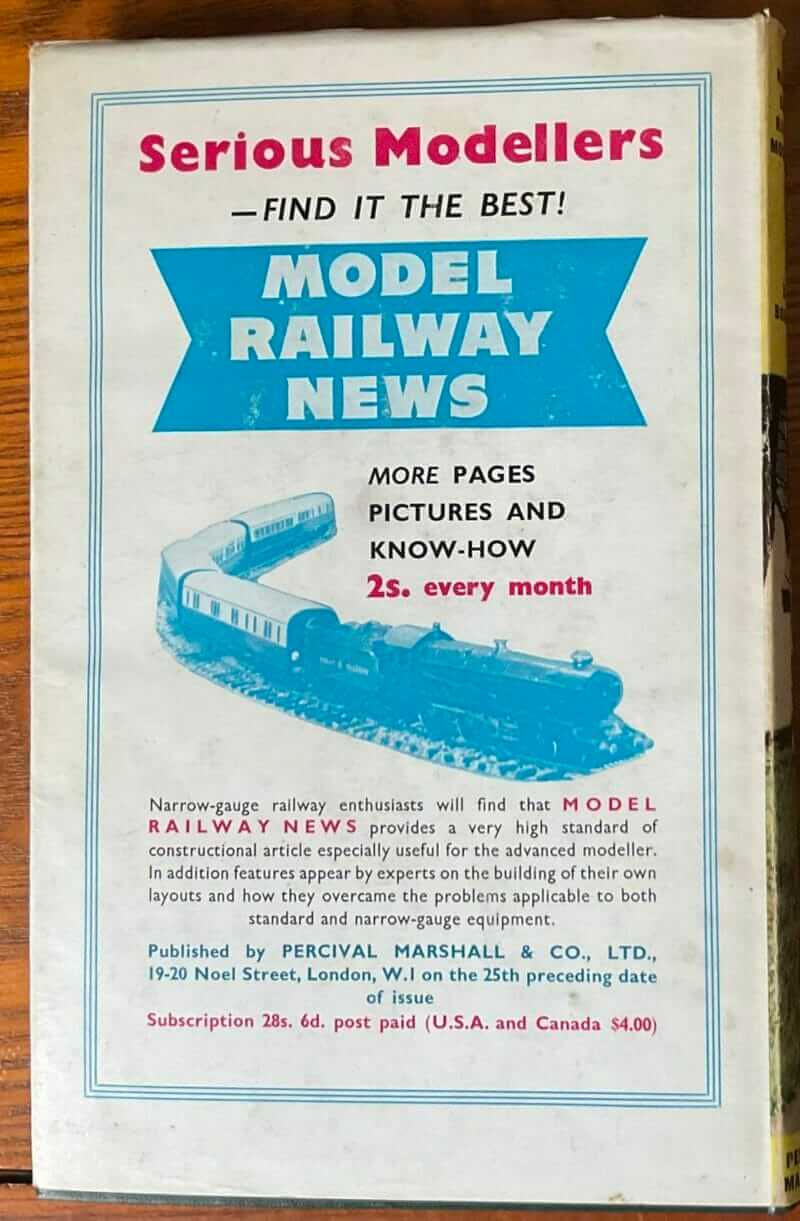 Serious Modellers
—FIND IT THE BEST!
MODEL
RAILWAY
NEWS
MORE PAGES
PICTURES AND
KNOW-HOW
2s. every month
Narrow-gauge railway enthusiasts will find that MODEL
RAILWAY NEWS provides a very high standard of
constructional article especially useful for the advanced modeller.
In addition features appear by experts on the building of their own
layouts and how they overcame the problems applicable to both
standard and narrow-gauge equipment.
Published by PERCIVAL MARSHALL & CO., LTD.,
19-20 Noel Street, London, W.1 on the 25th preceding date
of issue
Subscription 28s. 6d. post paid (U.S.A. and Canada $4.00)